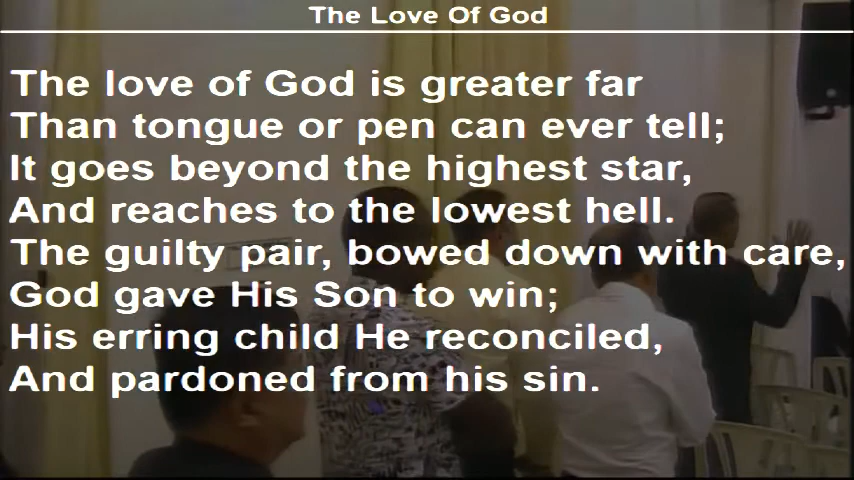 The Love Of God
The love of God is greater far
Than tongue or pen can ever tell;
It goes beyond the highest star,
And reaches to the lowest hell.
The guilty pair, bowed down with care,
God gave His Son to win;
His erring child He reconciled,
And pardoned from his sin.